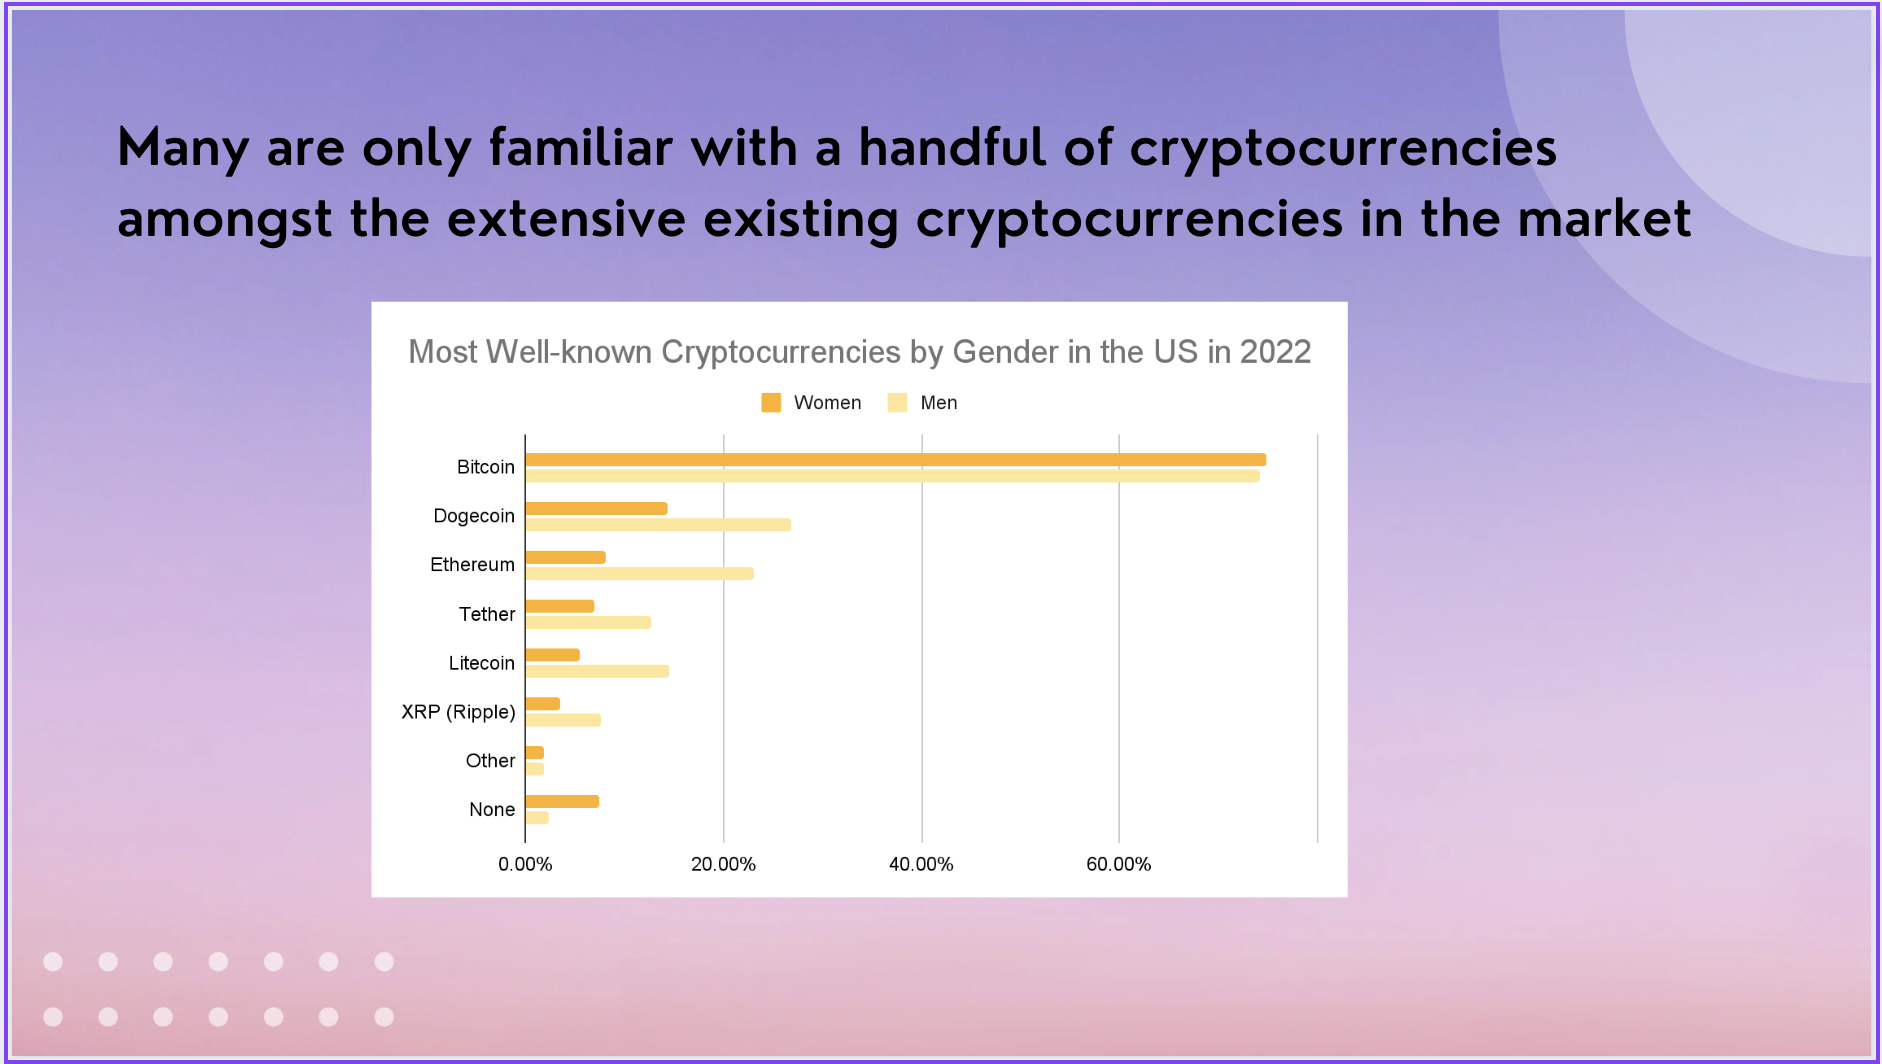 Many are only familiar with a handful of cryptocurrencies
amongst the extensive existing cryptocurrencies in the market
Most Well-known Cryptocurrencies by Gender in the US in 2022
Women Men
Bitcoin
Dogecoin
Ethereum
Tether
Litecoin
XRP (Ripple)
Other
None
0.00% 20.00% 40.00% 60.00%